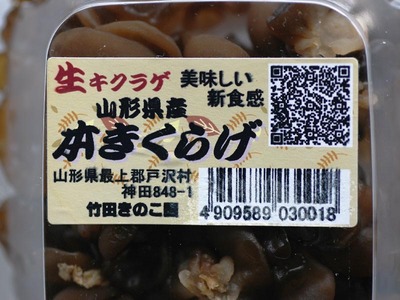 生キクラゲ 美味しい
新食感
山形県産
本きくらげ
山形県最上郡戸沢村
神田848-1
竹田きのこ園
4 909589 030018